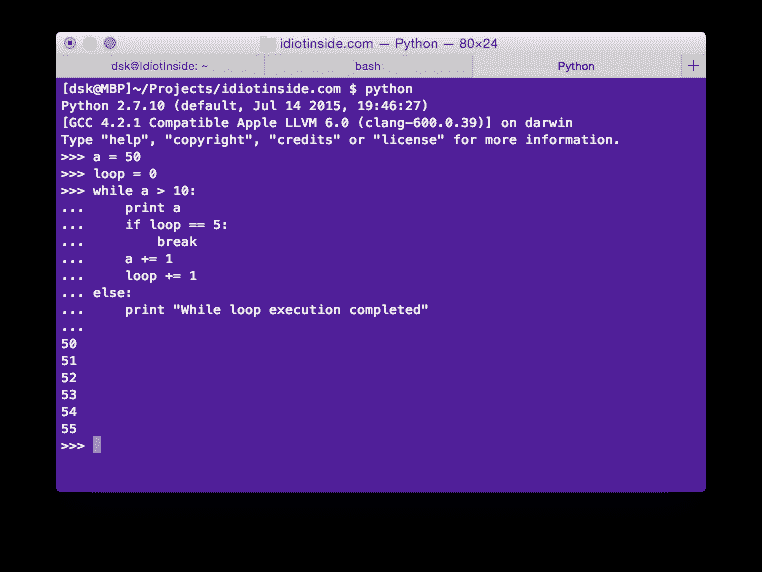 idiotinside.com — Python — 80×24
dsk@IdiotInside: ~ bash Python +
[dsk@MBP]~/Projects/idiotinside.com $ python
Python 2.7.10 (default, Jul 14 2015, 19:46:27)
[GCC 4.2.1 Compatible Apple LLVM 6.0 (clang-600.0.39)] on darwin
Type "help", "copyright", "credits" or "license" for more information.
>>> a = 50
>>> loop = 0
>>> while a > 10:
...     print a
...     if loop == 5:
...         break
...     a += 1
...     loop += 1
... else:
...     print "While loop execution completed"
...
50
51
52
53
54
55
>>>